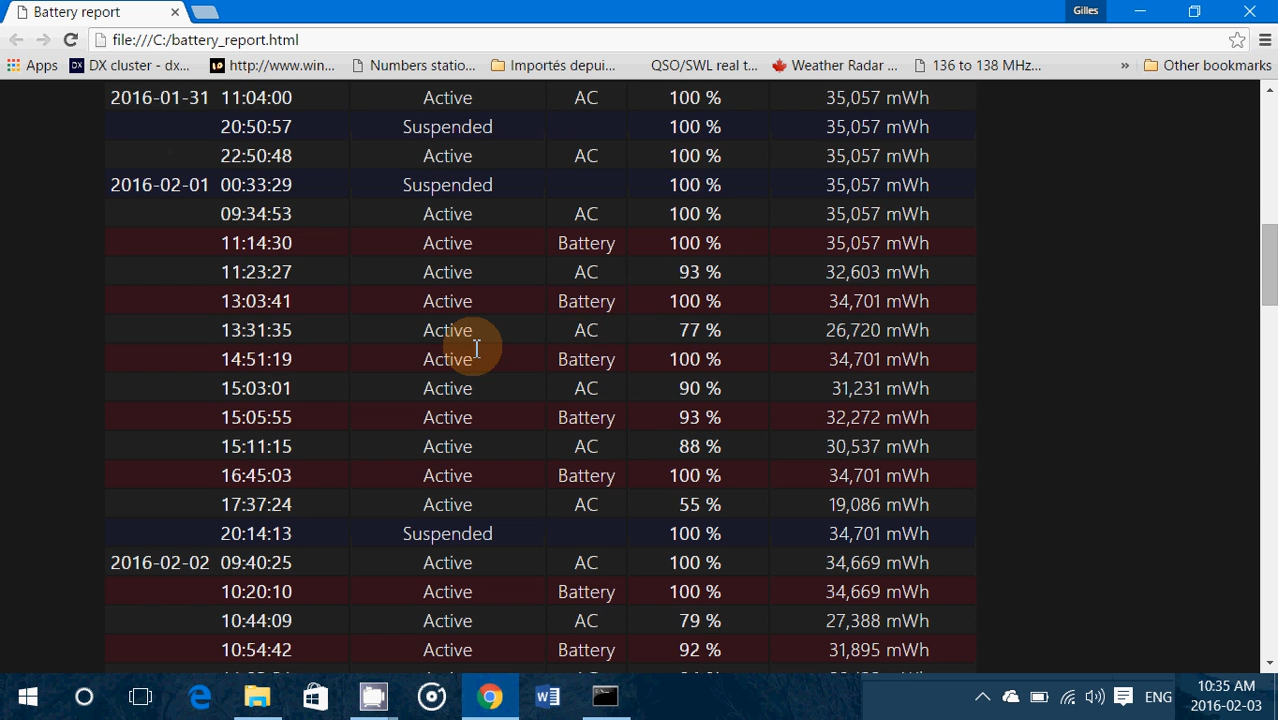 Battery report
Gilles
file:///C:/battery_report.html
Apps DX cluster - dx... http://www.win... Numbers statio... Importés depui... QSO/SWL real t... Weather Radar ... 136 to 138 MHz... » Other bookmarks
2016-01-31 11:04:00 Active AC 100 % 35,057 mWh
20:50:57 Suspended 100 % 35,057 mWh
22:50:48 Active AC 100 % 35,057 mWh
2016-02-01 00:33:29 Suspended 100 % 35,057 mWh
09:34:53 Active AC 100 % 35,057 mWh
11:14:30 Active Battery 100 % 35,057 mWh
11:23:27 Active AC 93 % 32,603 mWh
13:03:41 Active Battery 100 % 34,701 mWh
13:31:35 Active AC 77 % 26,720 mWh
14:51:19 Active Battery 100 % 34,701 mWh
15:03:01 Active AC 90 % 31,231 mWh
15:05:55 Active Battery 93 % 32,272 mWh
15:11:15 Active AC 88 % 30,537 mWh
16:45:03 Active Battery 100 % 34,701 mWh
17:37:24 Active AC 55 % 19,086 mWh
20:14:13 Suspended 100 % 34,701 mWh
2016-02-02 09:40:25 Active AC 100 % 34,669 mWh
10:20:10 Active Battery 100 % 34,669 mWh
10:44:09 Active AC 79 % 27,388 mWh
10:54:42 Active Battery 92 % 31,895 mWh
ENG
10:35 AM
2016-02-03